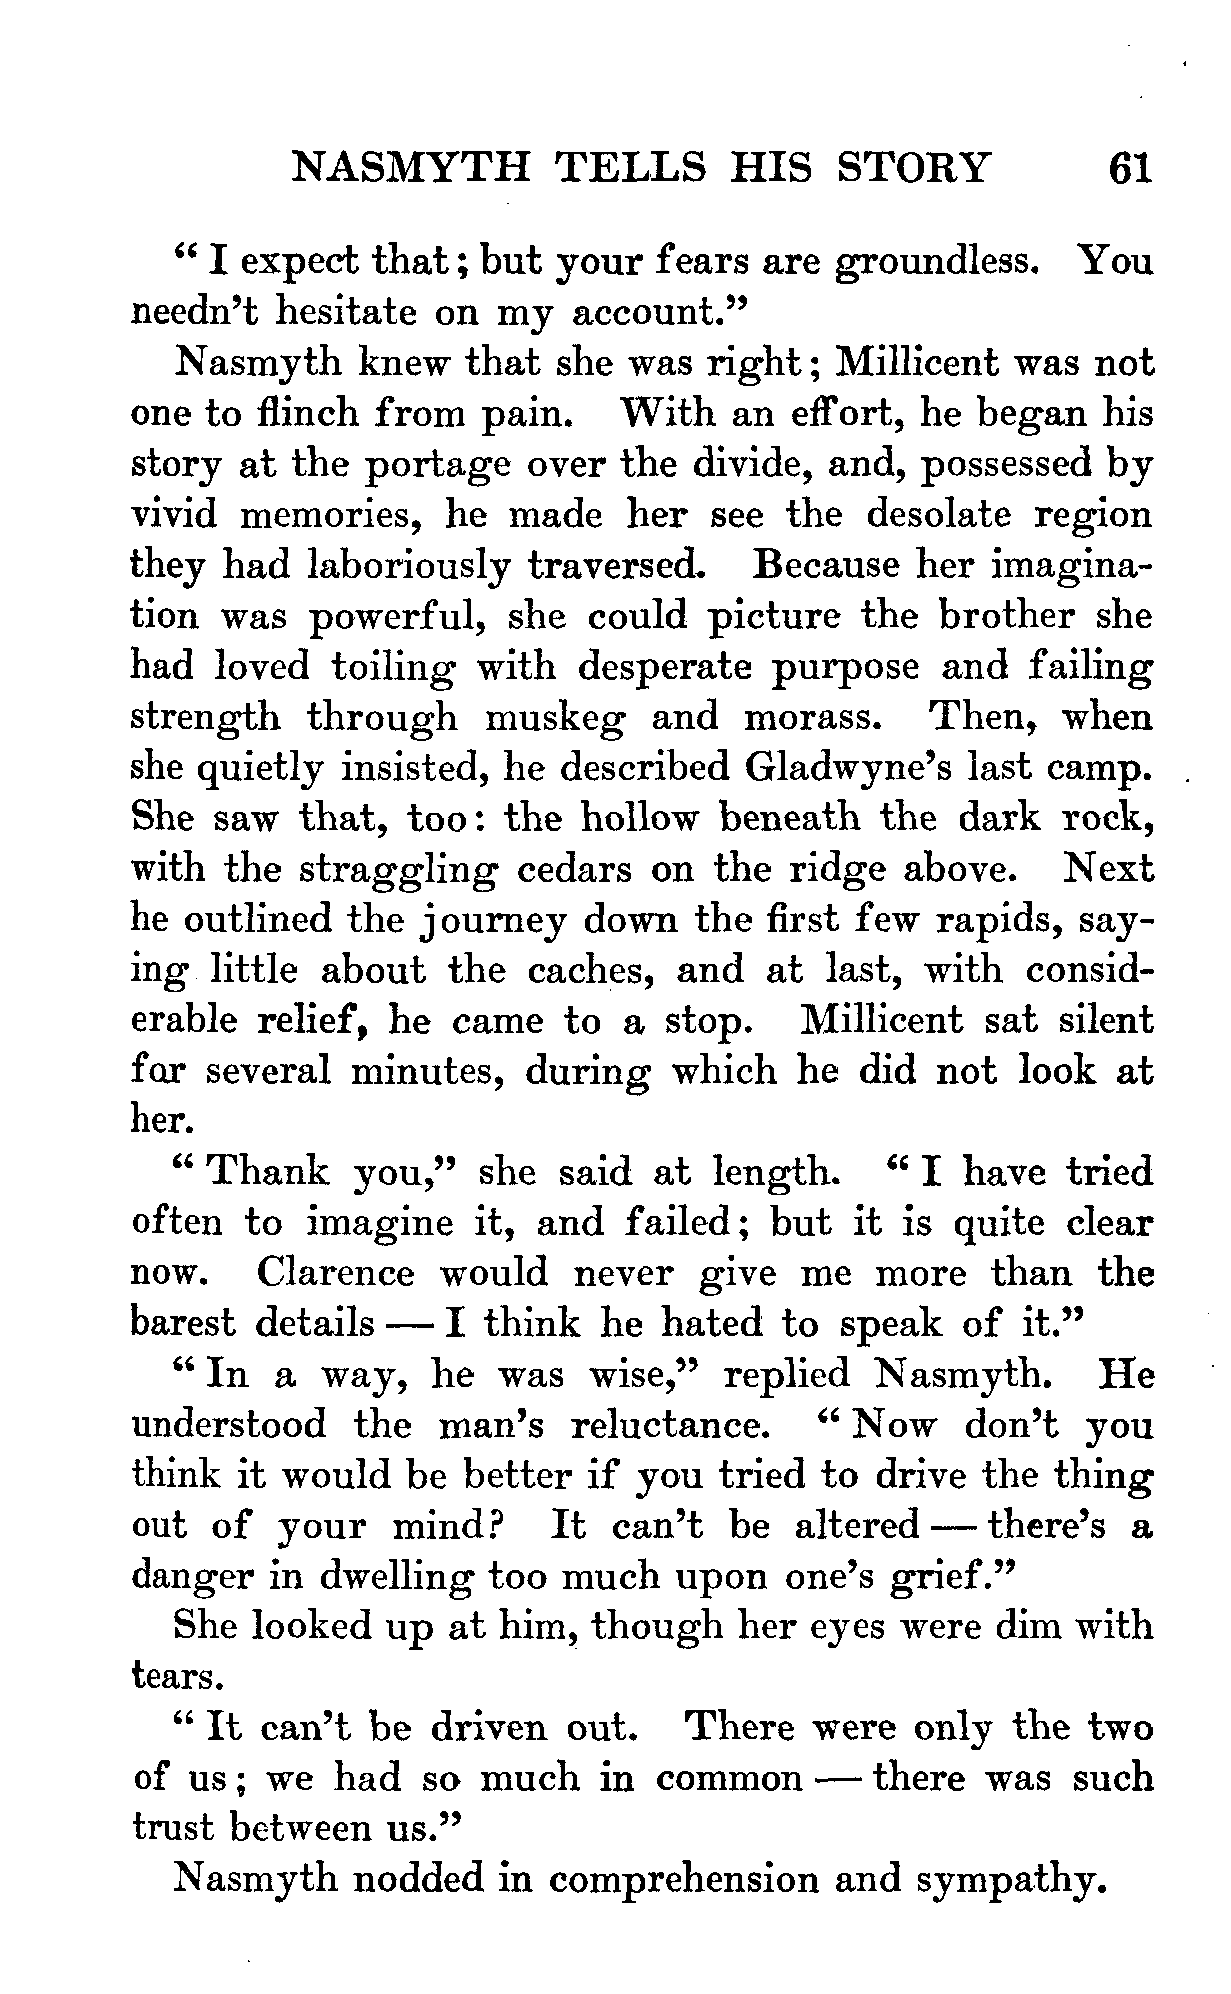 NASMYTH TELLS HIS STORY 61
“ I expect that ; but your fears are groundless. You
needn’t hesitate on my account.”
Nasmyth knew that she was right ; Millicent was not
one to flinch from pain. With an effort, he began his
story at the portage over the divide, and, possessed by
vivid memories, he made her see the desolate region
they had laboriously traversed. Because her imagina-
tion was powerful, she could picture the brother she
had loved toiling with desperate purpose and failing
strength through muskeg and morass. Then, when
she quietly insisted, he described Gladwyne’s last camp.
She saw that, too : the hollow beneath the dark rock,
with the straggling cedars on the ridge above. Next
he outlined the journey down the first few rapids, say-
ing little about the caches, and at last, with consid-
erable relief, he came to a stop. Millicent sat silent
for several minutes, during which he did not look at
her.
“ Thank you,” she said at length. “ I have tried
often to imagine it, and failed ; but it is quite clear
now. Clarence would never give me more than the
barest details — I think he hated to speak of it.”
“ In a way, he was wise,” replied Nasmyth. He
understood the man’s reluctance. “ Now don’t you
think it would be better if you tried to drive the thing
out of your mind? It can’t be altered — there’s a
danger in dwelling too much upon one’s grief.”
She looked up at him, though her eyes were dim with
tears.
“ It can’t be driven out. There were only the two
of us ; we had so much in common — there was such
trust between us.”
Nasmyth nodded in comprehension and sympathy.